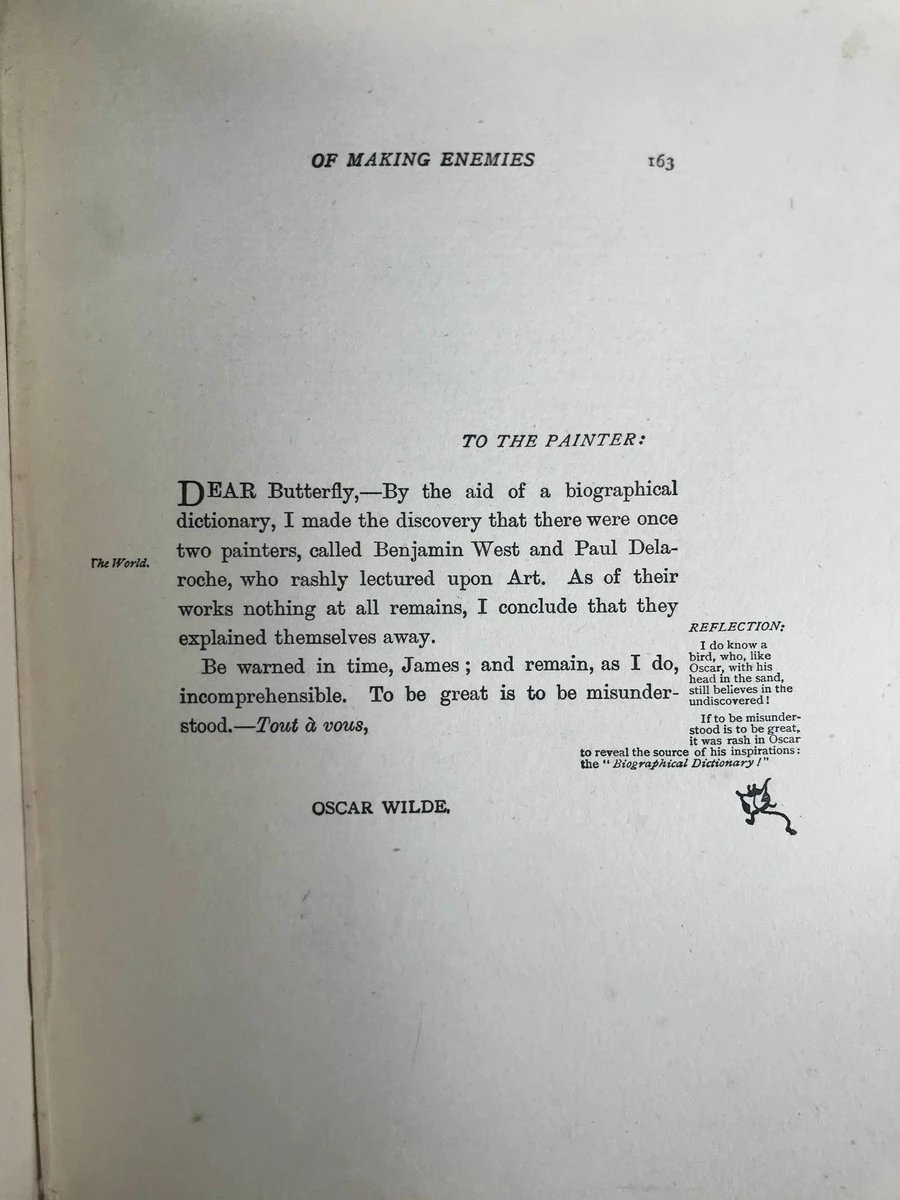 OF MAKING ENEMIES 163
TO THE PAINTER:
DEAR Butterfly,—By the aid of a biographical
dictionary, I made the discovery that there were once
two painters, called Benjamin West and Paul Dela-
The World.
roche, who rashly lectured upon Art. As of their
works nothing at all remains, I conclude that they
explained themselves away.
Be warned in time, James; and remain, as I do,
incomprehensible. To be great is to be misunder-
stood.—Tout à vous,
OSCAR WILDE.
REFLECTION:
I do know a
bird, who, like
Oscar, with his
head in the sand,
still believes in the
undiscovered!
If to be misunder-
stood is to be great,
it was rash in Oscar
to reveal the source of his inspirations:
the "Biographical Dictionary!"